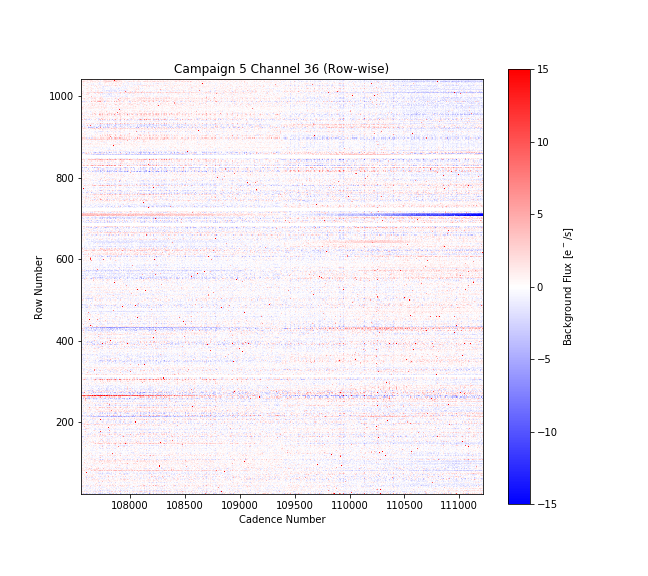 Campaign 5 Channel 36 (Row-wise)
1000
800
600
400
200
Row Number
108000 108500 109000 109500 110000 110500 111000
Cadence Number
15
10
5
0
−5
−10
−15
Background Flux [e⁻/s]